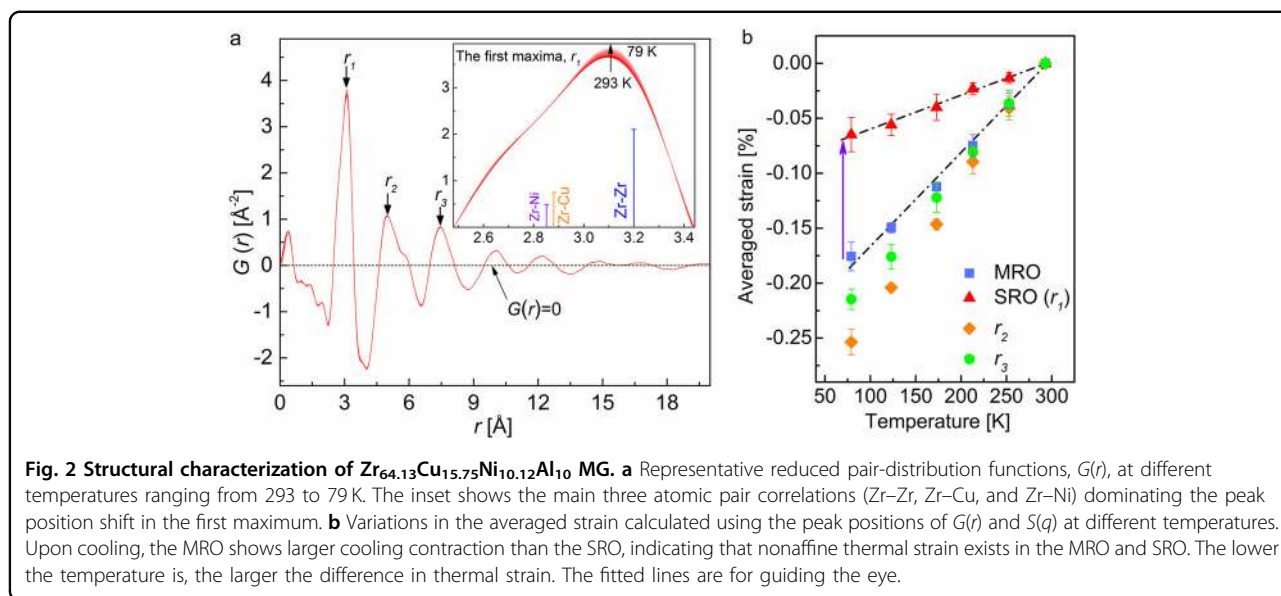 a
b
r1
r2
r3
G(r)=0
G (r) [Å-2]
4
3
2
1
0
-1
-2
0 3 6 9 12 15 18
r [Å]
The first maxima, r1
79 K
293 K
3
2
1
Zr-Ni
Zr-Cu
Zr-Zr
2.6 2.8 3.0 3.2 3.4
Averaged strain [%]
0.00
-0.05
-0.10
-0.15
-0.20
-0.25
MRO
SRO (r1)
r2
r3
50 100 150 200 250 300
Temperature [K]
Fig. 2 Structural characterization of Zr64.13Cu15.75Ni10.12Al10 MG. a Representative reduced pair-distribution functions, G(r), at different
temperatures ranging from 293 to 79 K. The inset shows the main three atomic pair correlations (Zr–Zr, Zr–Cu, and Zr–Ni) dominating the peak
position shift in the first maximum. b Variations in the averaged strain calculated using the peak positions of G(r) and S(q) at different temperatures.
Upon cooling, the MRO shows larger cooling contraction than the SRO, indicating that nonaffine thermal strain exists in the MRO and SRO. The lower
the temperature is, the larger the difference in thermal strain. The fitted lines are for guiding the eye.